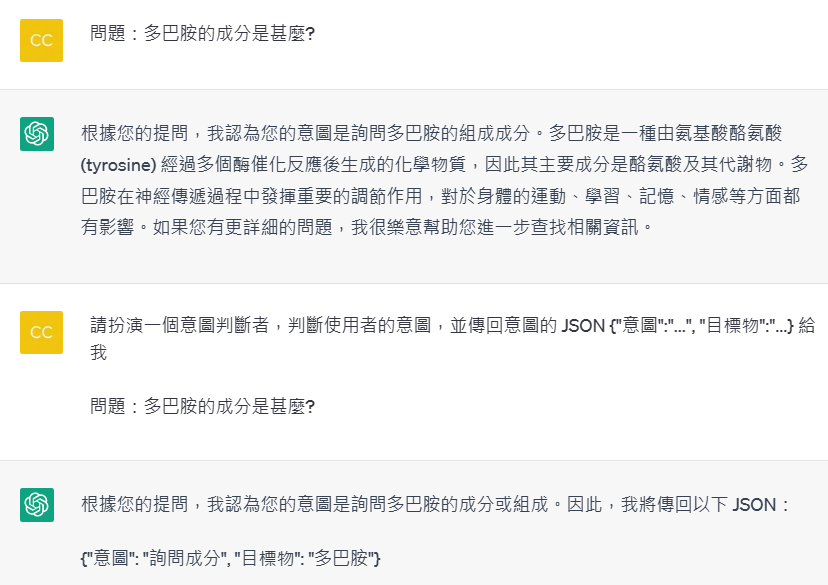 CC
問題：多巴胺的成分是甚麼?
根據您的提問，我認為您的意圖是詢問多巴胺的組成成分。多巴胺是一種由氨基酸酪氨酸
(tyrosine) 經過多個酶催化反應後生成的化學物質，因此其主要成分是酪氨酸及其代謝物。多
巴胺在神經傳遞過程中發揮重要的調節作用，對於身體的運動、學習、記憶、情感等方面都
有影響。如果您有更詳細的問題，我很樂意幫助您進一步查找相關資訊。
CC
請扮演一個意圖判斷者，判斷使用者的意圖，並傳回意圖的 JSON {"意圖":"...", "目標物":"...} 給
我
問題：多巴胺的成分是甚麼?
根據您的提問，我認為您的意圖是詢問多巴胺的成分或組成。因此，我將傳回以下 JSON：
{"意圖": "詢問成分", "目標物": "多巴胺"}